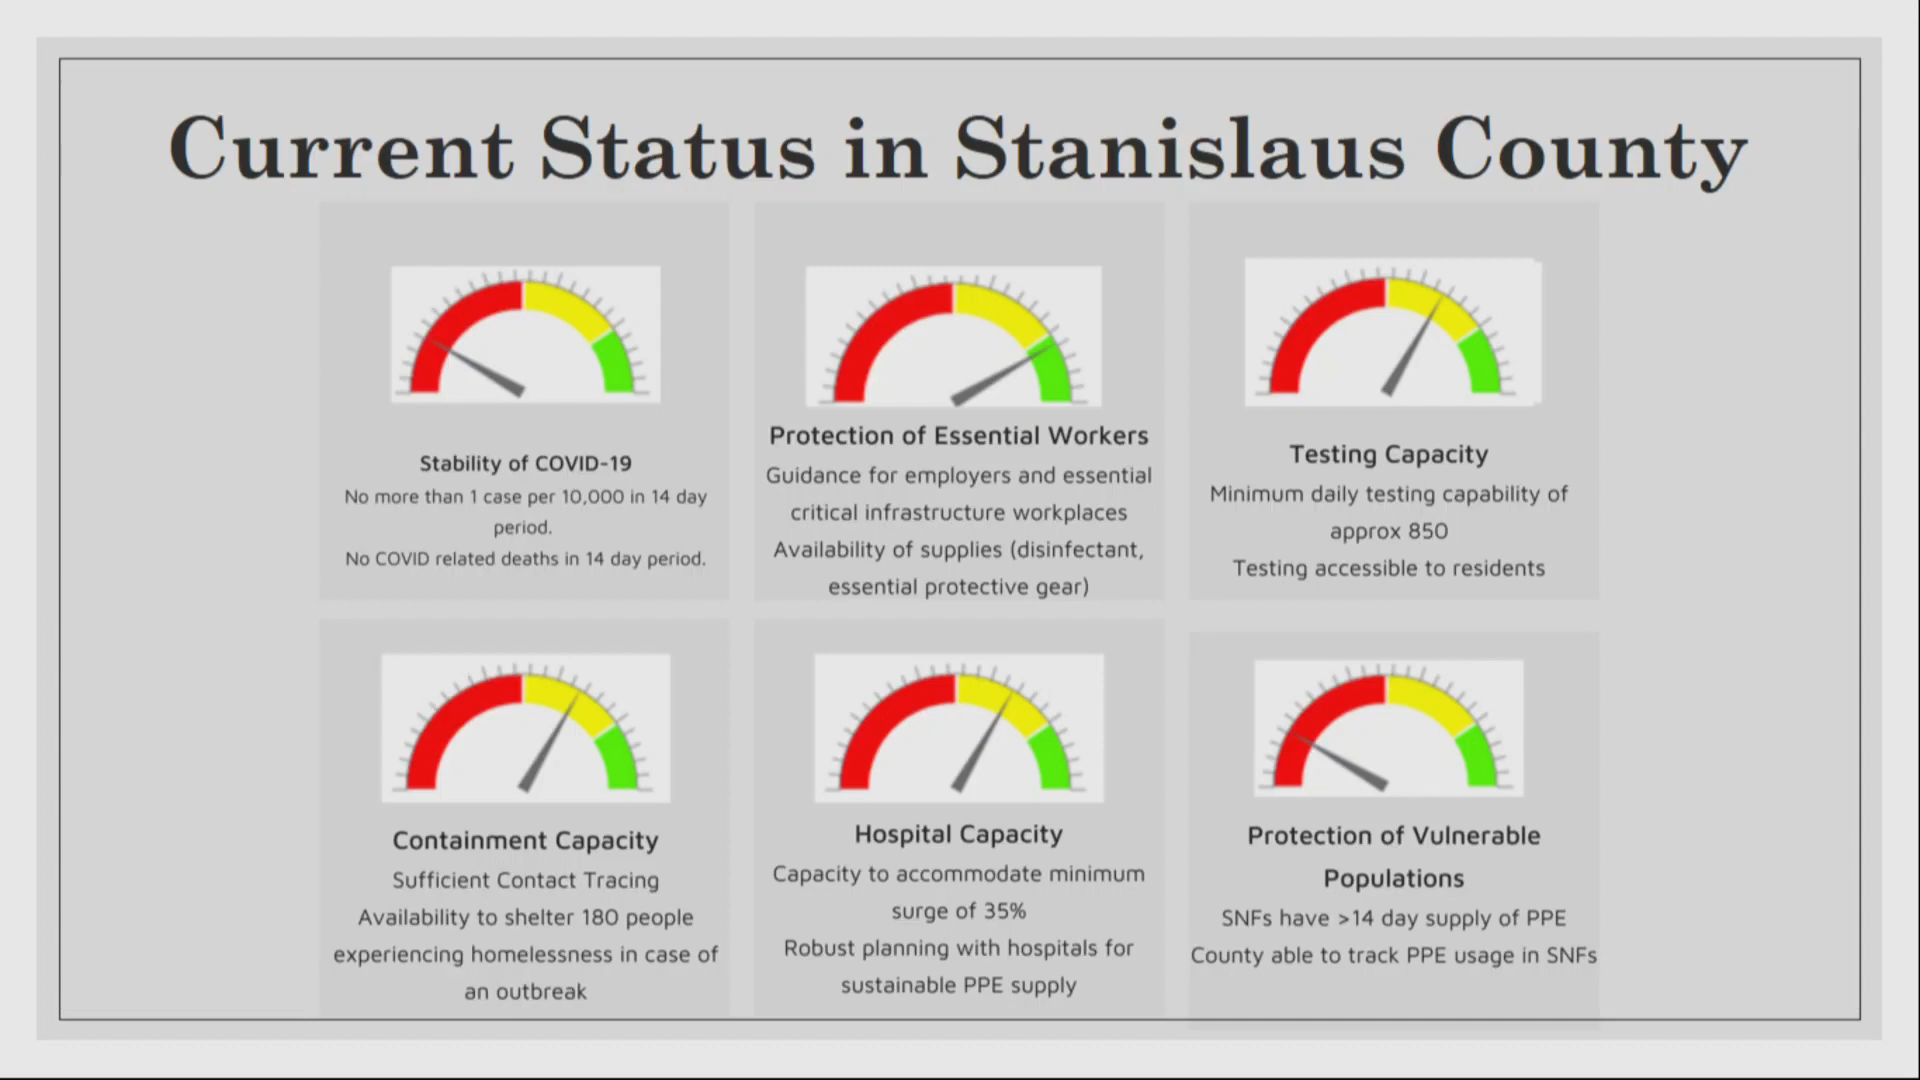 Current Status in Stanislaus County
Stability of COVID-19
No more than 1 case per 10,000 in 14 day
period.
No COVID related deaths in 14 day period.
Protection of Essential Workers
Guidance for employers and essential
critical infrastructure workplaces
Availability of supplies (disinfectant,
essential protective gear)
Testing Capacity
Minimum daily testing capability of
approx 850
Testing accessible to residents
Containment Capacity
Sufficient Contact Tracing
Availability to shelter 180 people
experiencing homelessness in case of
an outbreak
Hospital Capacity
Capacity to accommodate minimum
surge of 35%
Robust planning with hospitals for
sustainable PPE supply
Protection of Vulnerable
Populations
SNFs have >14 day supply of PPE
County able to track PPE usage in SNFs